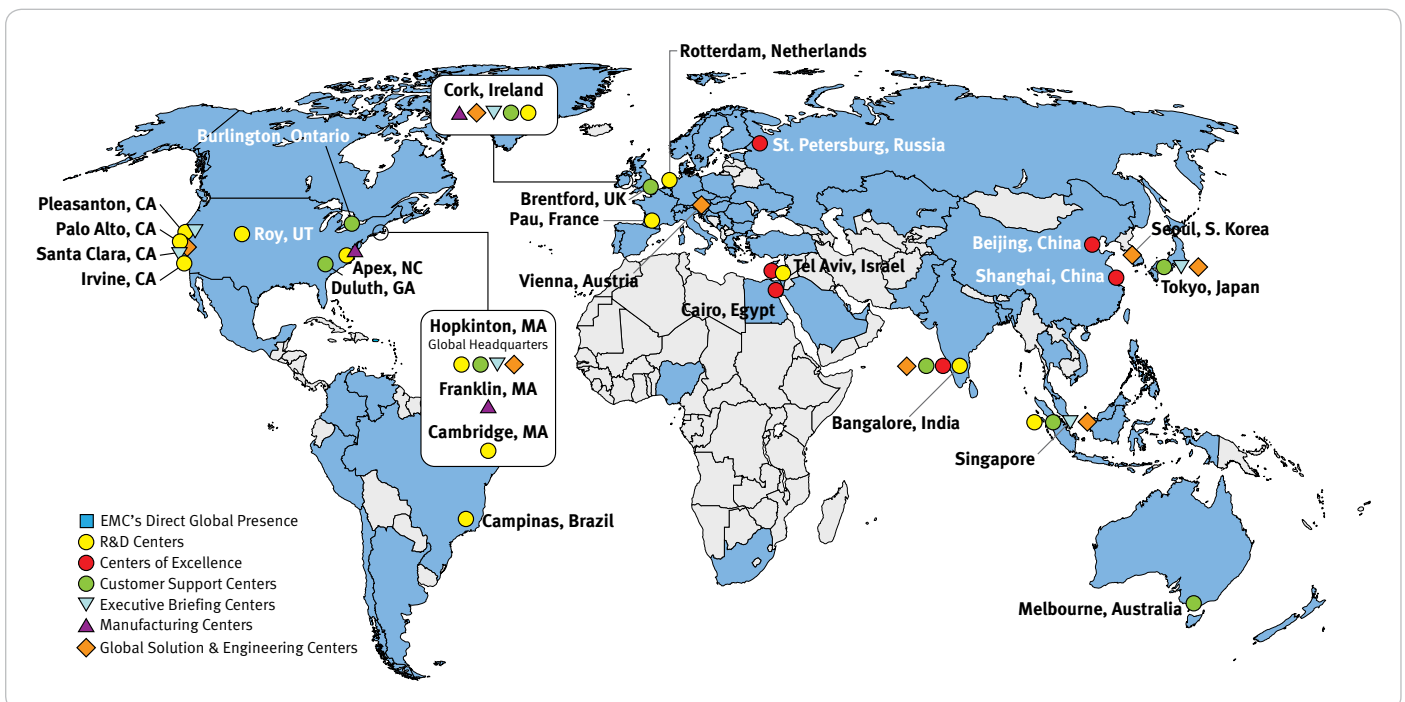 Rotterdam, Netherlands
Cork, Ireland
Burlington, Ontario
St. Petersburg, Russia
Brentford, UK
Pau, France
Pleasanton, CA
Palo Alto, CA
Santa Clara, CA
Irvine, CA
Roy, UT
Apex, NC
Duluth, GA
Vienna, Austria
Tel Aviv, Israel
Cairo, Egypt
Beijing, China
Shanghai, China
Seoul, S. Korea
Tokyo, Japan
Hopkinton, MA
Global Headquarters
Franklin, MA
Cambridge, MA
Bangalore, India
Singapore
Campinas, Brazil
Melbourne, Australia
EMC's Direct Global Presence
R&D Centers
Centers of Excellence
Customer Support Centers
Executive Briefing Centers
Manufacturing Centers
Global Solution & Engineering Centers